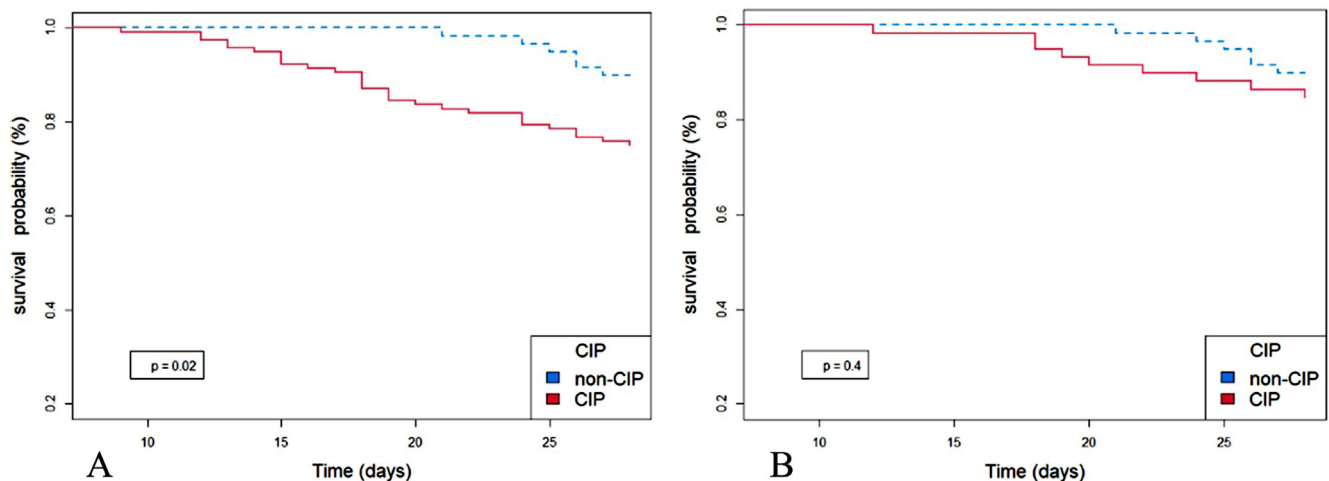 survival probability (%)
1.0
0.8
0.6
0.4
0.2
p = 0.02
CIP
non-CIP
CIP
10
15
20
25
Time (days)
A
survival probability (%)
1.0
0.8
0.6
0.4
0.2
p = 0.4
CIP
non-CIP
CIP
10
15
20
25
Time (days)
B